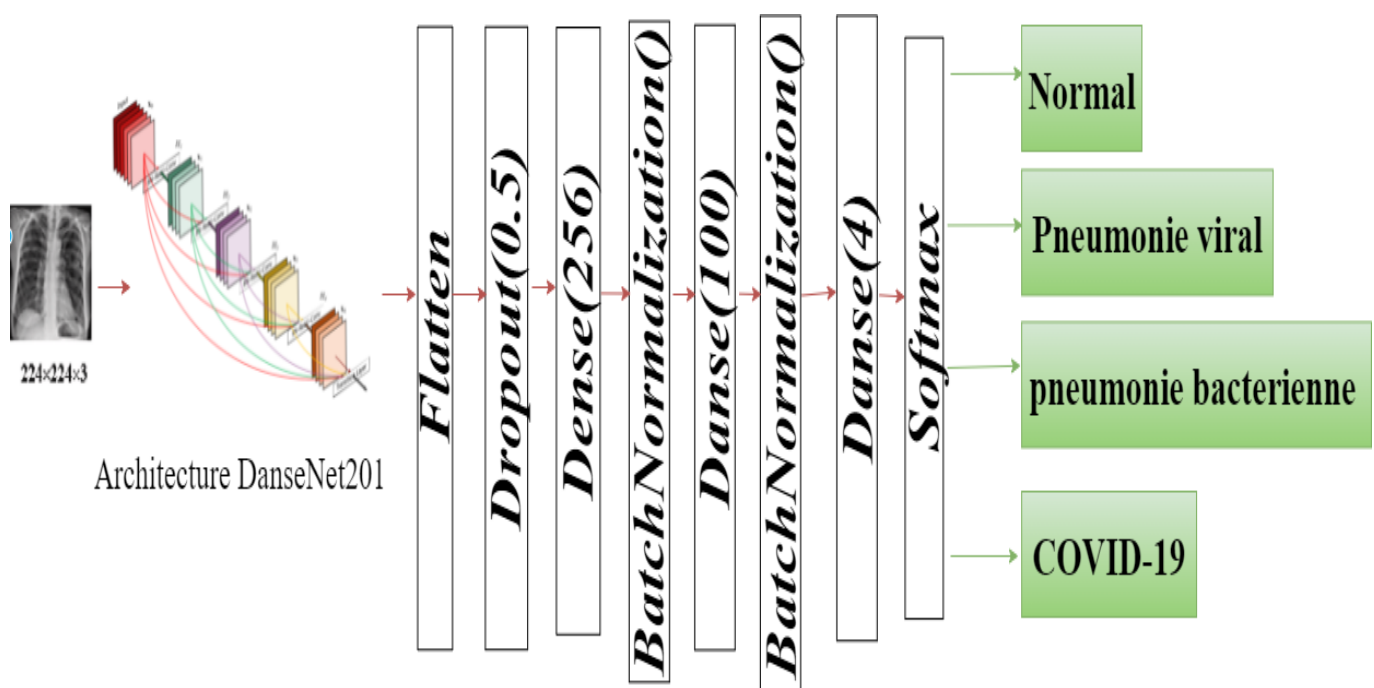 224×224×3
Architecture DanseNet201
Flatten
Dropout(0.5)
Dense(256)
BatchNormalization()
Danse(100)
BatchNormalization()
Danse(4)
Softmax
Normal
Pneumonie viral
pneumonie bacterienne
COVID-19